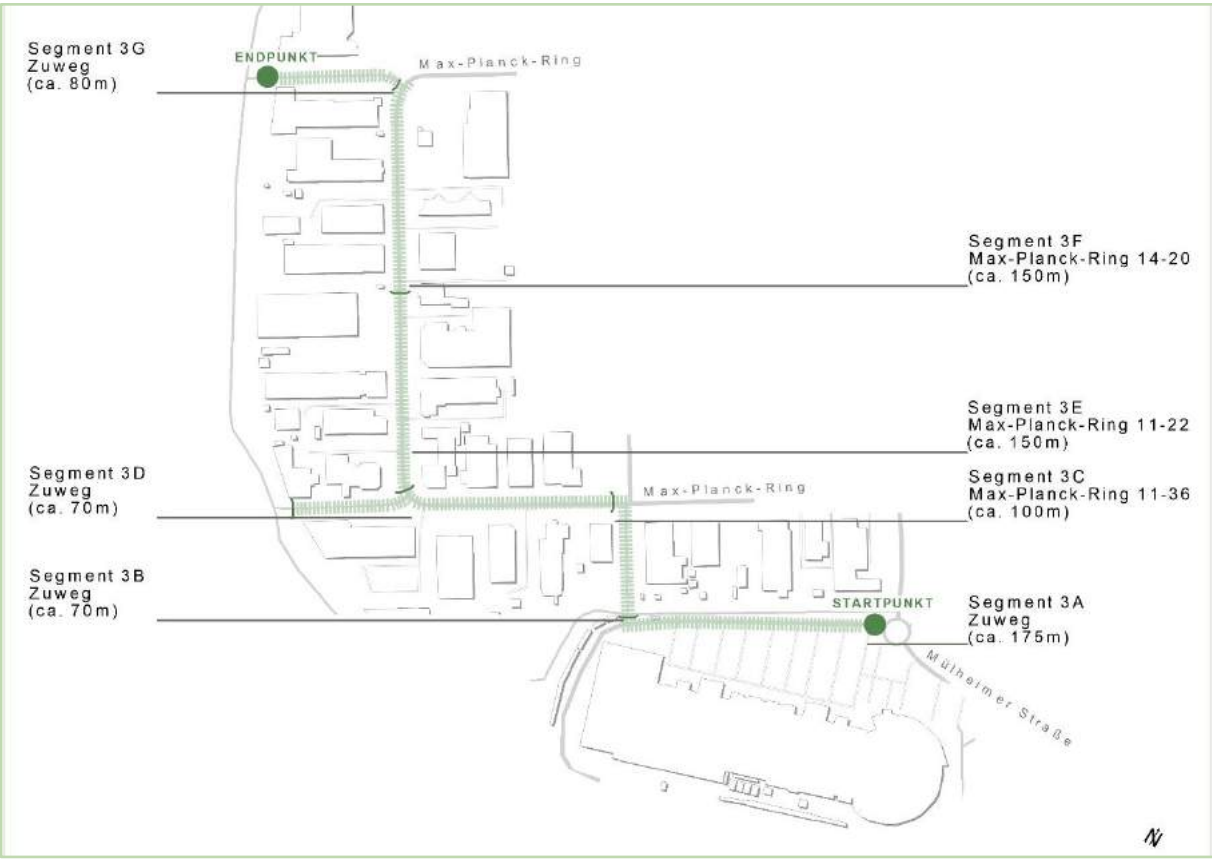 Segment 3G
Zuweg
(ca. 80m)
ENDPUNKT
Max-Planck-Ring
Segment 3F
Max-Planck-Ring 14-20
(ca. 150m)
Segment 3E
Max-Planck-Ring 11-22
(ca. 150m)
Segment 3D
Zuweg
(ca. 70m)
Max-Planck-Ring
Segment 3C
Max-Planck-Ring 11-36
(ca. 100m)
Segment 3B
Zuweg
(ca. 70m)
STARTPUNKT
Segment 3A
Zuweg
(ca. 175m)
Mülheimer Straße
N